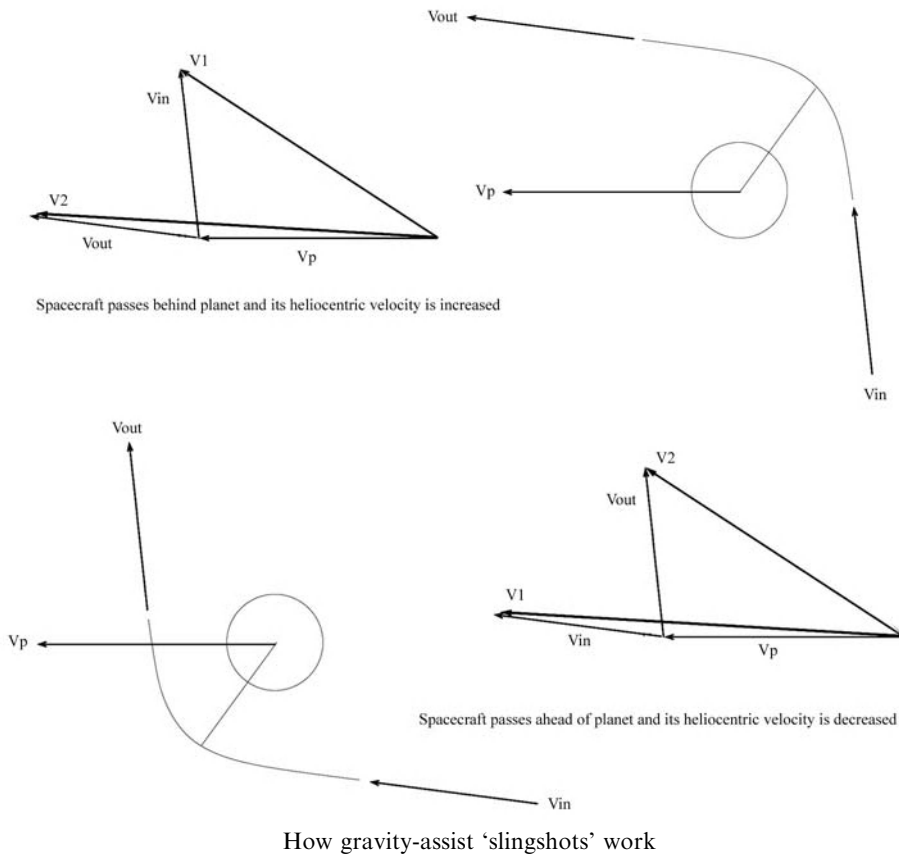 Vout
V1
Vin
Vp
V2
Vout
Vp
Spacecraft passes behind planet and its heliocentric velocity is increased
Vin
Vout
V2
Vout
V1
Vp
Vin
Vp
Spacecraft passes ahead of planet and its heliocentric velocity is decreased
Vin
How gravity-assist ‘slingshots’ work